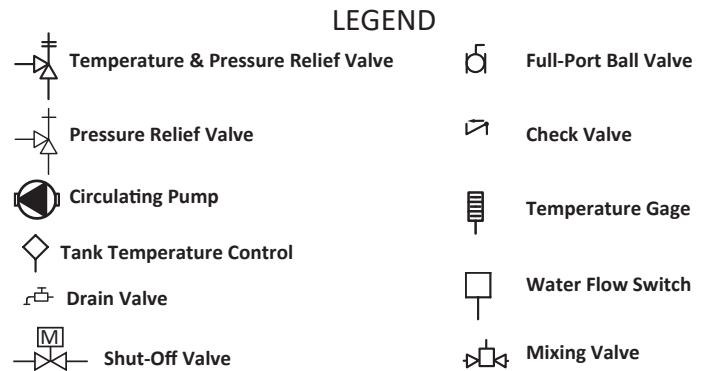 LEGEND
Temperature & Pressure Relief Valve
Pressure Relief Valve
Circulating Pump
Tank Temperature Control
Drain Valve
M
Shut-Off Valve
Full-Port Ball Valve
Check Valve
Temperature Gage
Water Flow Switch
Mixing Valve